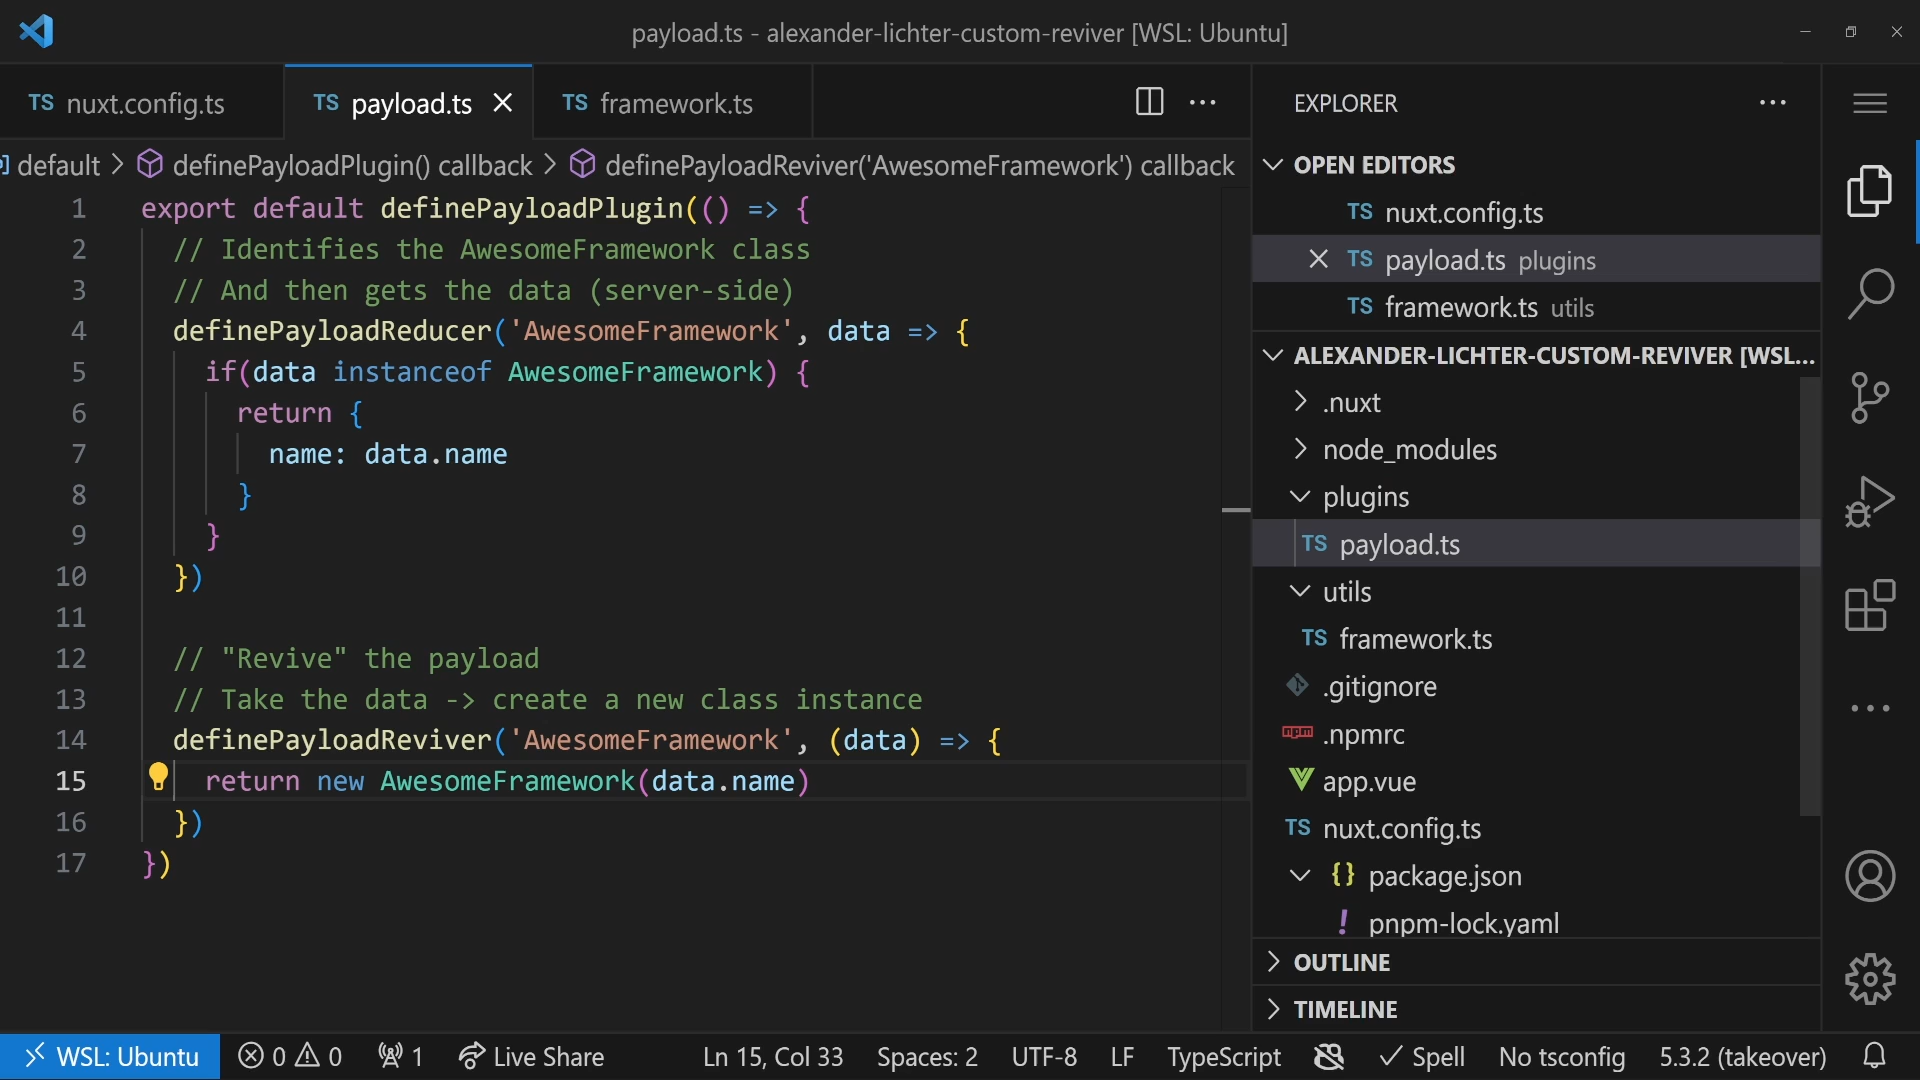 payload.ts - alexander-lichter-custom-reviver [WSL: Ubuntu]
TS nuxt.config.ts
TS payload.ts
TS framework.ts
default > definePayloadPlugin() callback > definePayloadReviver('AwesomeFramework') callback
1 export default definePayloadPlugin(() => {
2   // Identifies the AwesomeFramework class
3   // And then gets the data (server-side)
4   definePayloadReducer('AwesomeFramework', data => {
5     if(data instanceof AwesomeFramework) {
6       return {
7         name: data.name
8       }
9     }
10   })
11
12   // "Revive" the payload
13   // Take the data -> create a new class instance
14   definePayloadReviver('AwesomeFramework', (data) => {
15     return new AwesomeFramework(data.name)
16   })
17 })
EXPLORER
OPEN EDITORS
TS nuxt.config.ts
TS payload.ts plugins
TS framework.ts utils
ALEXANDER-LICHTER-CUSTOM-REVIVER [WSL...
.nuxt
node_modules
plugins
TS payload.ts
utils
TS framework.ts
.gitignore
.npmrc
app.vue
TS nuxt.config.ts
{} package.json
! pnpm-lock.yaml
OUTLINE
TIMELINE
WSL: Ubuntu
0
0
1
Live Share
Ln 15, Col 33
Spaces: 2
UTF-8
LF
TypeScript
Spell
No tsconfig
5.3.2 (takeover)